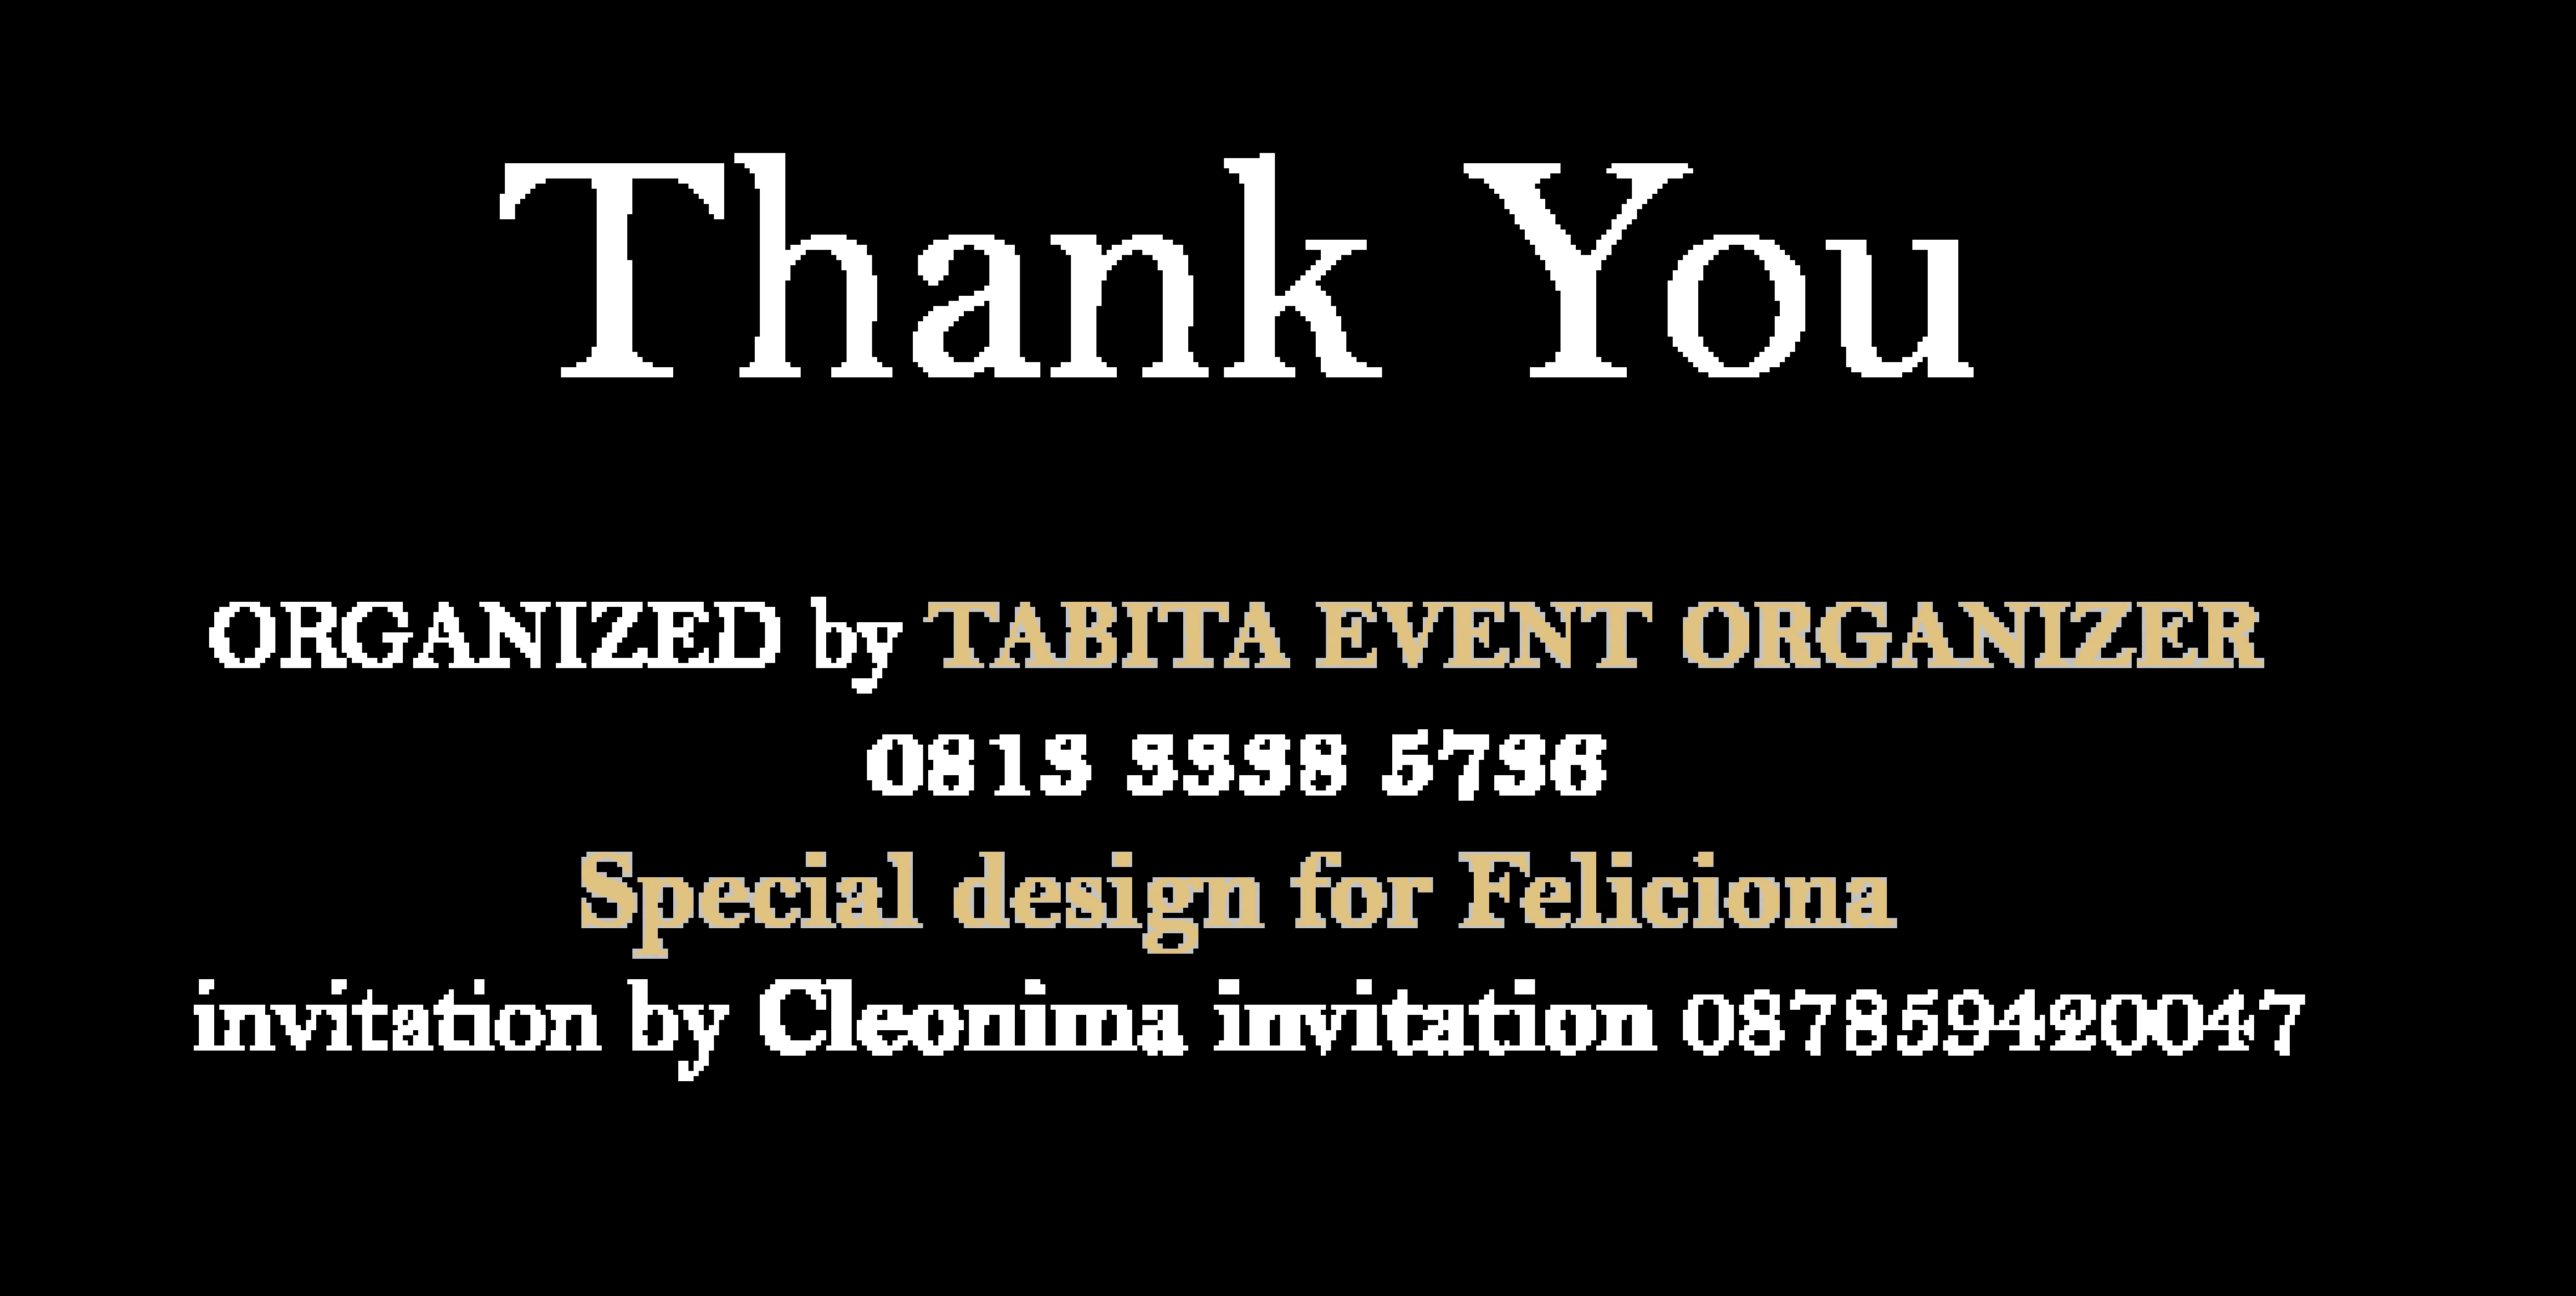 Thank You
ORGANIZED by TABITA EVENT ORGANIZER
0813 3338 5736
Special design for Feliciona
invitation by Cleonima invitation 087859420047